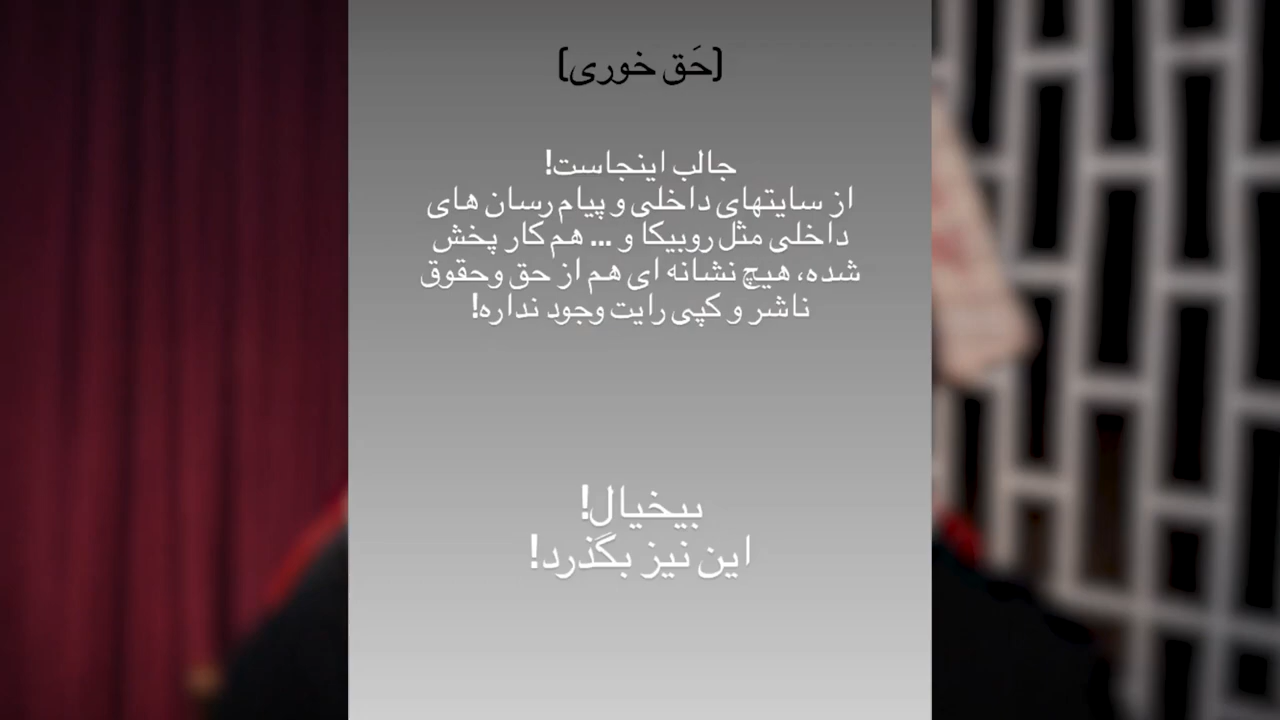 [حَق خوری]
جالب اینجاست!
از سایتهای داخلی و پیام رسان های
داخلی مثل روبیکا و ... هم کار پخش
شده، هیچ نشانه ای هم از حق وحقوق
ناشر و کپی رایت وجود نداره!
بیخیال!
این نیز بگذرد!